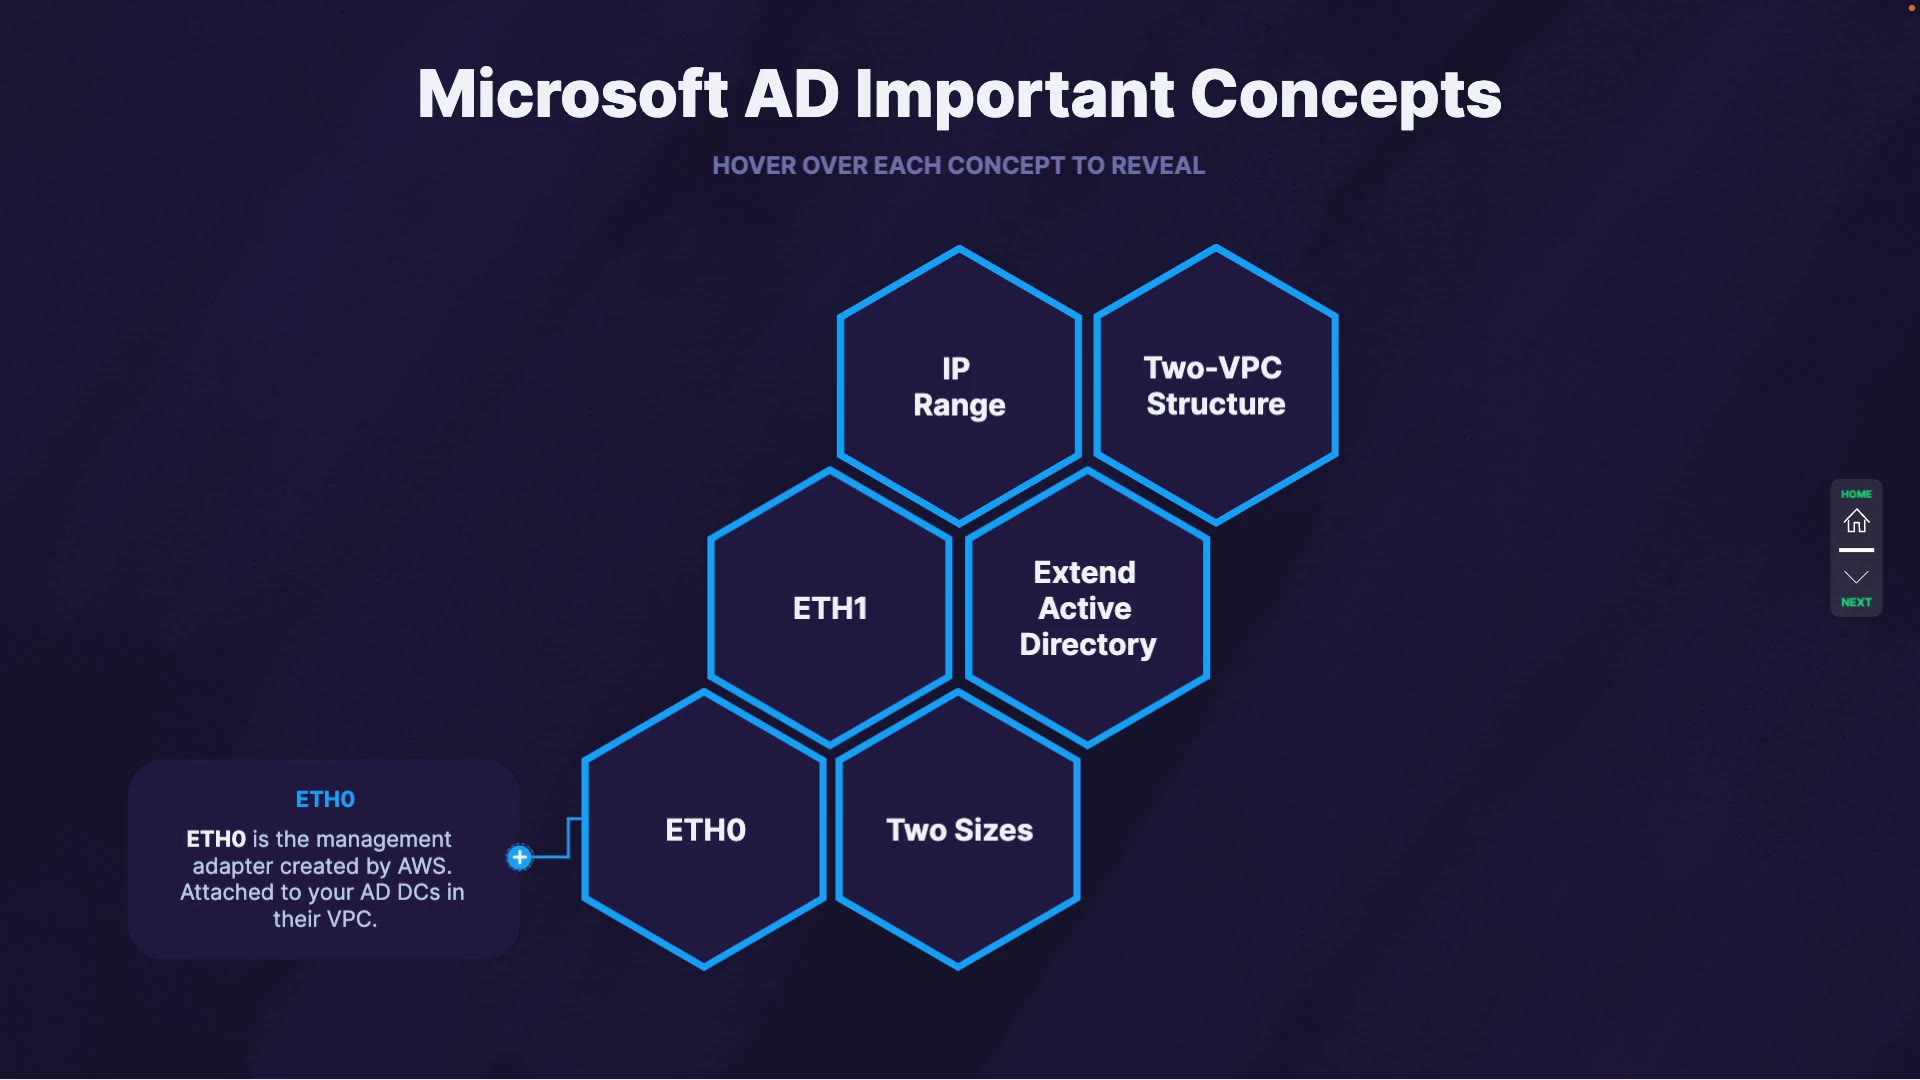 Microsoft AD Important Concepts
HOVER OVER EACH CONCEPT TO REVEAL
IP
Range
Two-VPC
Structure
ETH1
Extend
Active
Directory
ETH0
Two Sizes
ETH0
ETH0 is the management
adapter created by AWS.
Attached to your AD DCs in
their VPC.
HOME
NEXT